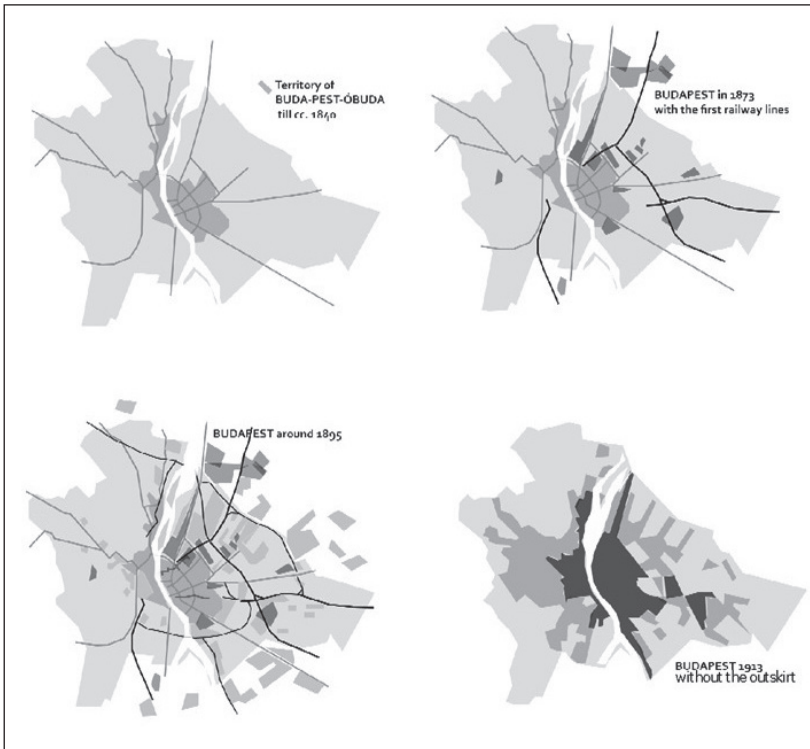 Territory of
BUDA-PEST-ÓBUDA
till cc. 1840
BUDAPEST in 1873
with the first railway lines
BUDAPEST around 1895
BUDAPEST 1913
without the outskirt